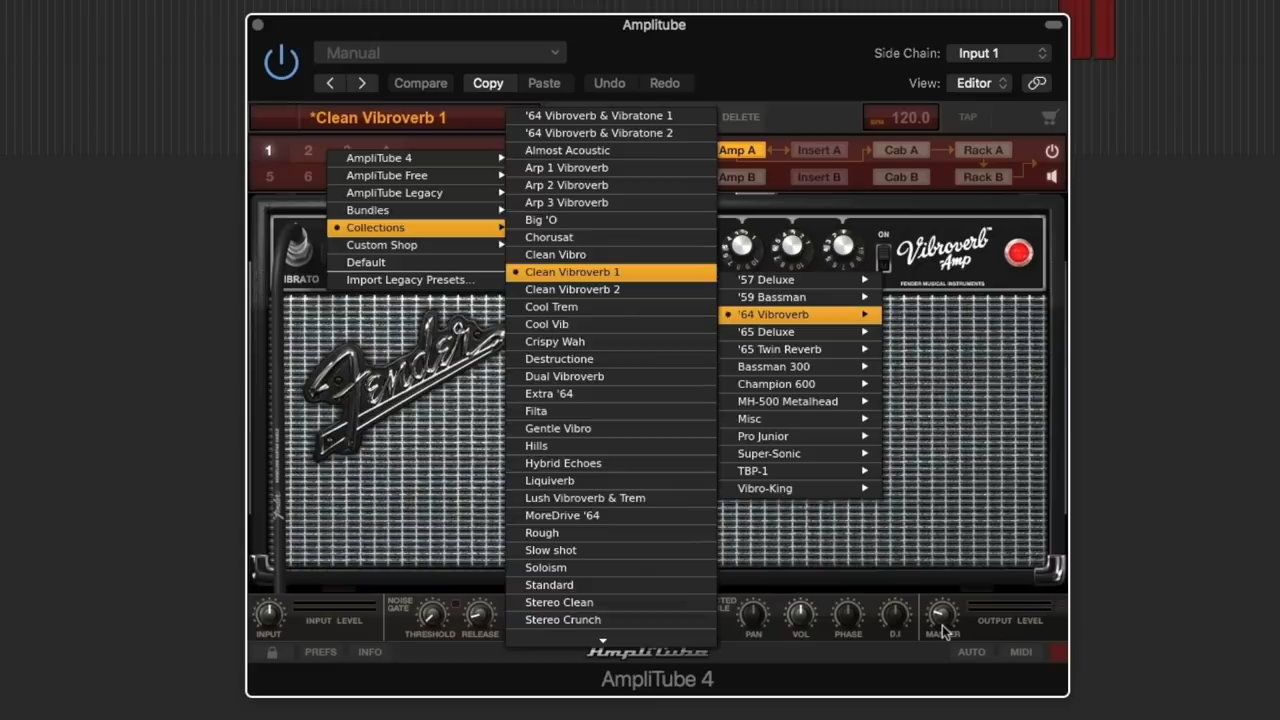 Amplitube
Manual
Side Chain: Input 1
Compare Copy Paste Undo Redo
View: Editor
*Clean Vibroverb 1
DELETE
BPM 120.0
TAP
1 2
5 6
Amp A Insert A Cab A Rack A
Amp B Insert B Cab B Rack B
AmpliTube 4
AmpliTube Free
AmpliTube Legacy
Bundles
Collections
Custom Shop
Default
Import Legacy Presets...
'64 Vibroverb & Vibratone 1
'64 Vibroverb & Vibratone 2
Almost Acoustic
Arp 1 Vibroverb
Arp 2 Vibroverb
Arp 3 Vibroverb
Big 'O
Chorusat
Clean Vibro
Clean Vibroverb 1
Clean Vibroverb 2
Cool Trem
Cool Vib
Crispy Wah
Destructione
Dual Vibroverb
Extra '64
Filta
Gentle Vibro
Hills
Hybrid Echoes
Liquiverb
Lush Vibroverb & Trem
MoreDrive '64
Rough
Slow shot
Soloism
Standard
Stereo Clean
Stereo Crunch
'57 Deluxe
'59 Bassman
'64 Vibroverb
'65 Deluxe
'65 Twin Reverb
Bassman 300
Champion 600
MH-500 Metalhead
Misc
Pro Junior
Super-Sonic
TBP-1
Vibro-King
IBRATO
ON
Vibroverb
Amp
FENDER MUSICAL INSTRUMENTS
Fender
INPUT
INPUT LEVEL
NOISE
GATE
THRESHOLD RELEASE
PAN VOL PHASE D.I
OUTPUT LEVEL
PREFS INFO
AmpliTube
AUTO MIDI
AmpliTube 4